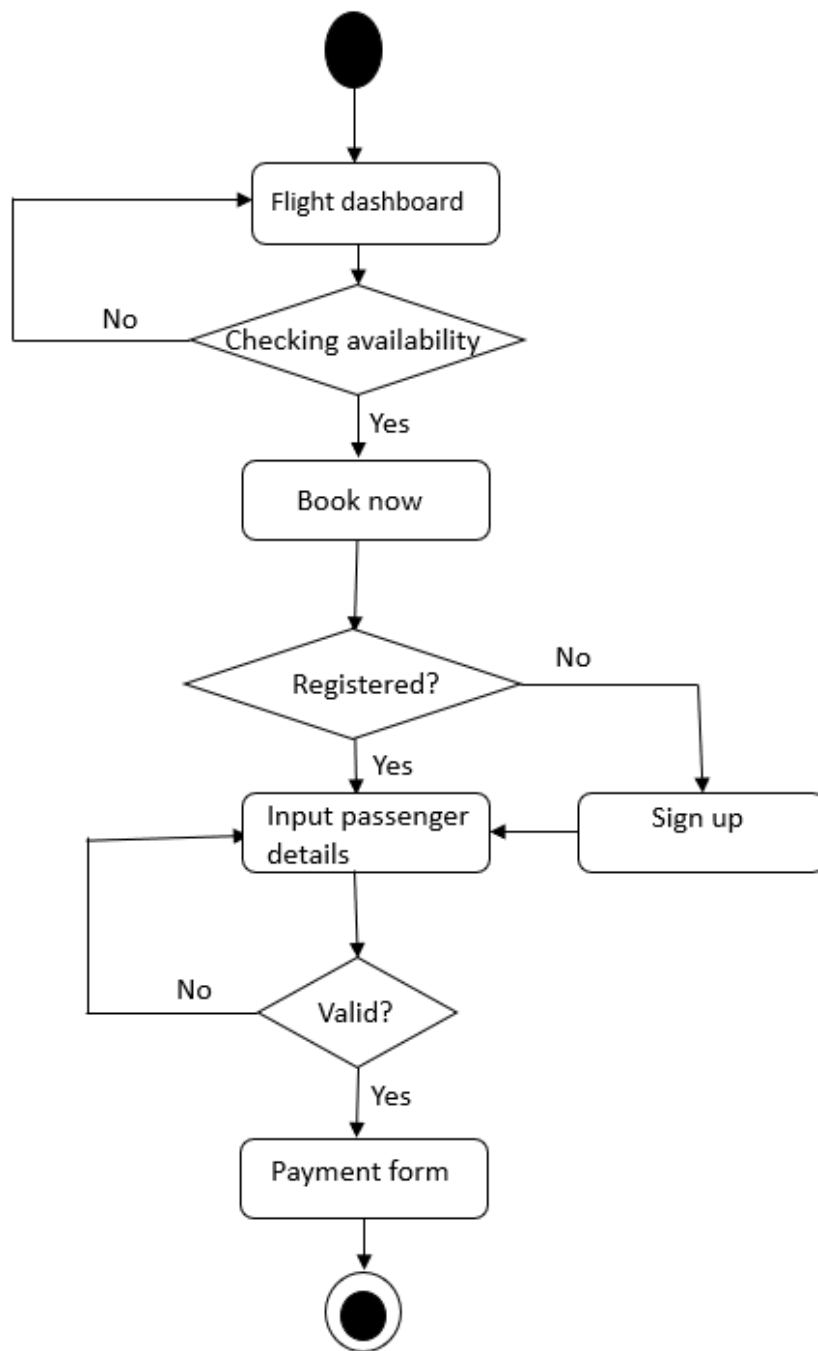 Flight dashboard
No
Checking availability
Yes
Book now
No
Registered?
Yes
Input passenger
details
Sign up
No
Valid?
Yes
Payment form